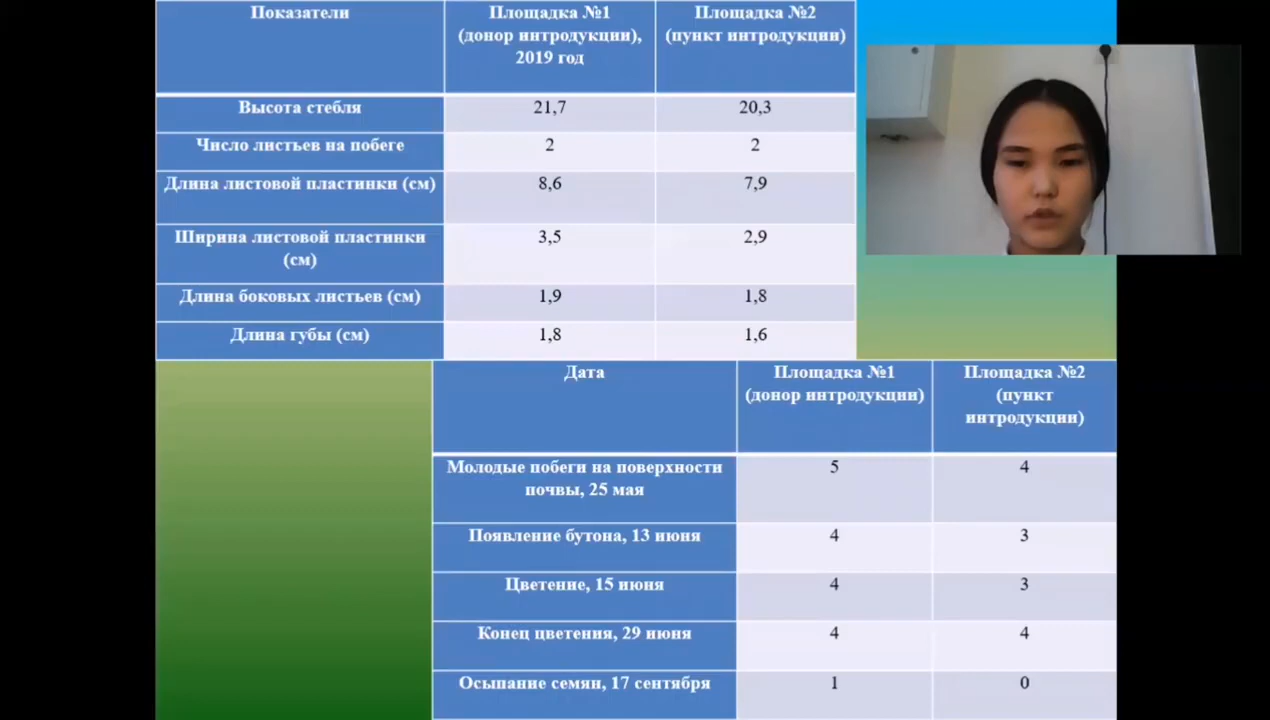 Показатели
Площадка №1
(донор интродукции),
2019 год
Площадка №2
(пункт интродукции)
Высота стебля
21,7
20,3
Число листьев на побеге
2
2
Длина листовой пластинки (см)
8,6
7,9
Ширина листовой пластинки
(см)
3,5
2,9
Длина боковых листьев (см)
1,9
1,8
Длина губы (см)
1,8
1,6
Дата
Площадка №1
(донор интродукции)
Площадка №2
(пункт
интродукции)
Молодые побеги на поверхности
почвы, 25 мая
5
4
Появление бутона, 13 июня
4
3
Цветение, 15 июня
4
3
Конец цветения, 29 июня
4
4
Осыпание семян, 17 сентября
1
0